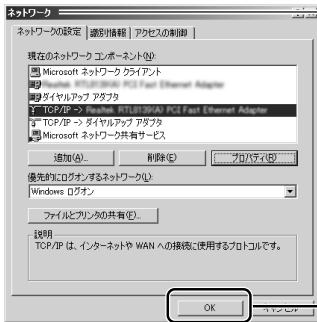 ネットワーク
ネットワークの設定 識別情報 アクセスの制御
現在のネットワーク コンポーネント(N):
Microsoft ネットワーク クライアント
Realtek RTL8139(A) PCI Fast Ethernet Adapter
ダイヤルアップ アダプタ
TCP/IP -> Realtek RTL8139(A) PCI Fast Ethernet Adapter
TCP/IP -> ダイヤルアップ アダプタ
Microsoft ネットワーク共有サービス
追加(A)... 削除(E) プロパティ(R)
優先的にログオンするネットワーク(L):
Windows ログオン
ファイルとプリンタの共有(F)...
説明
TCP/IP は、インターネットや WAN への接続に使用するプロトコルです。
OK キャンセル